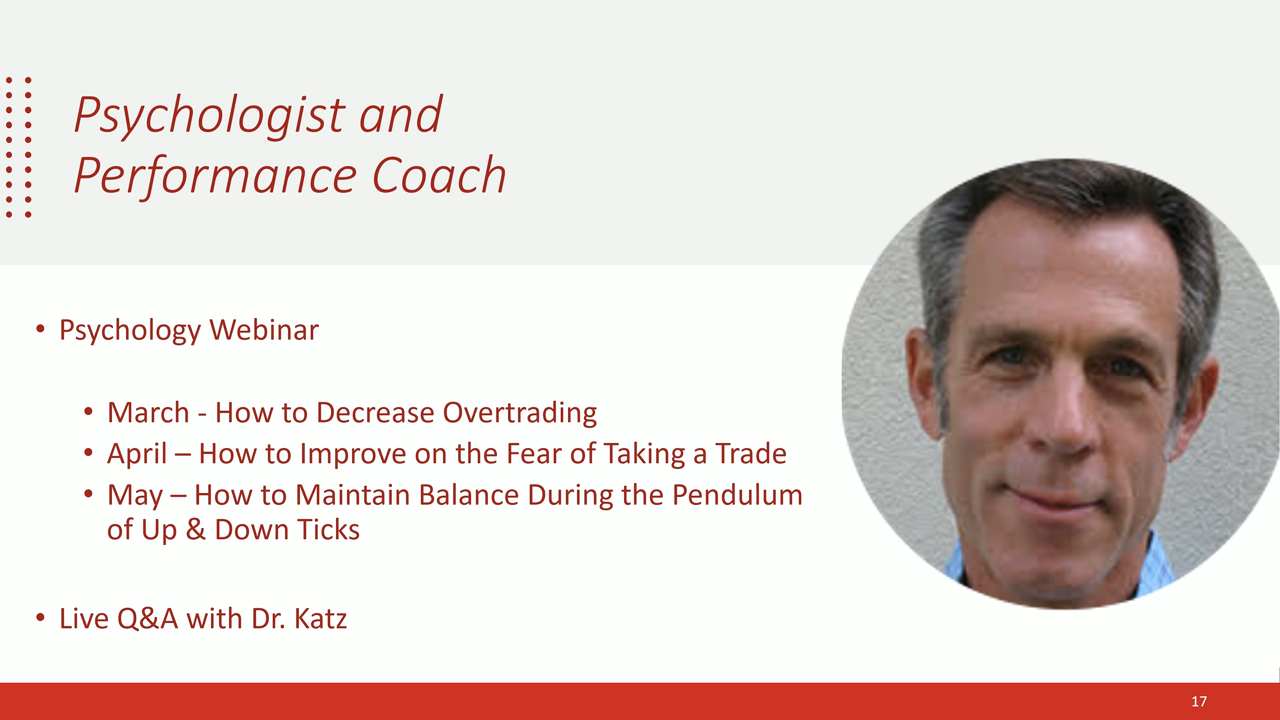 Psychologist and
Performance Coach
• Psychology Webinar
• March - How to Decrease Overtrading
• April – How to Improve on the Fear of Taking a Trade
• May – How to Maintain Balance During the Pendulum
of Up & Down Ticks
• Live Q&A with Dr. Katz
17